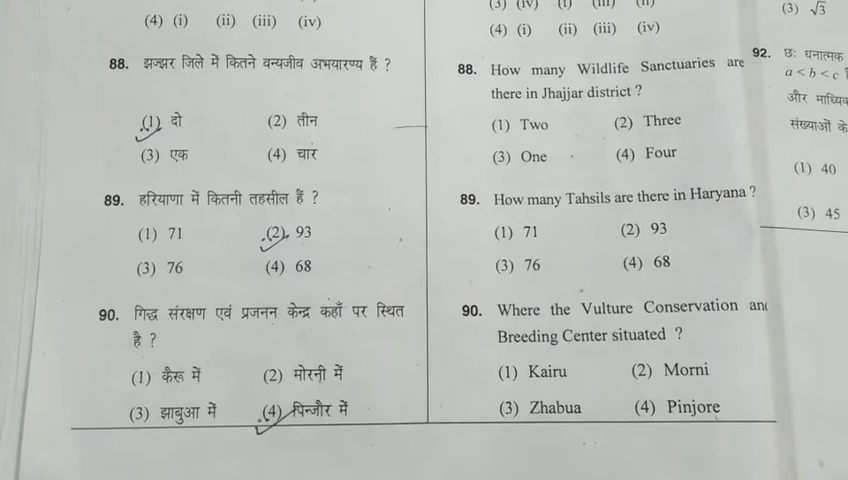 (4) (i) (ii) (iii) (iv)
88. झज्झर जिले में कितने वन्यजीव अभयारण्य हैं ?
(1) दो (2) तीन
(3) एक (4) चार
89. हरियाणा में कितनी तहसील हैं ?
(1) 71 (2) 93
(3) 76 (4) 68
90. गिद्ध संरक्षण एवं प्रजनन केन्द्र कहाँ पर स्थित
है ?
(1) कैरू में (2) मोरनी में
(3) झाबुआ में (4) पिन्जौर में
(3) (iv) (i) (iii) (ii)
(4) (i) (ii) (iii) (iv)
88. How many Wildlife Sanctuaries are
there in Jhajjar district ?
(1) Two (2) Three
(3) One (4) Four
89. How many Tahsils are there in Haryana ?
(1) 71 (2) 93
(3) 76 (4) 68
90. Where the Vulture Conservation and
Breeding Center situated ?
(1) Kairu (2) Morni
(3) Zhabua (4) Pinjore
(3) √3
92. छः धनात्मक
a < b < c
और माध्यिक
संख्याओं के
(1) 40
(3) 45